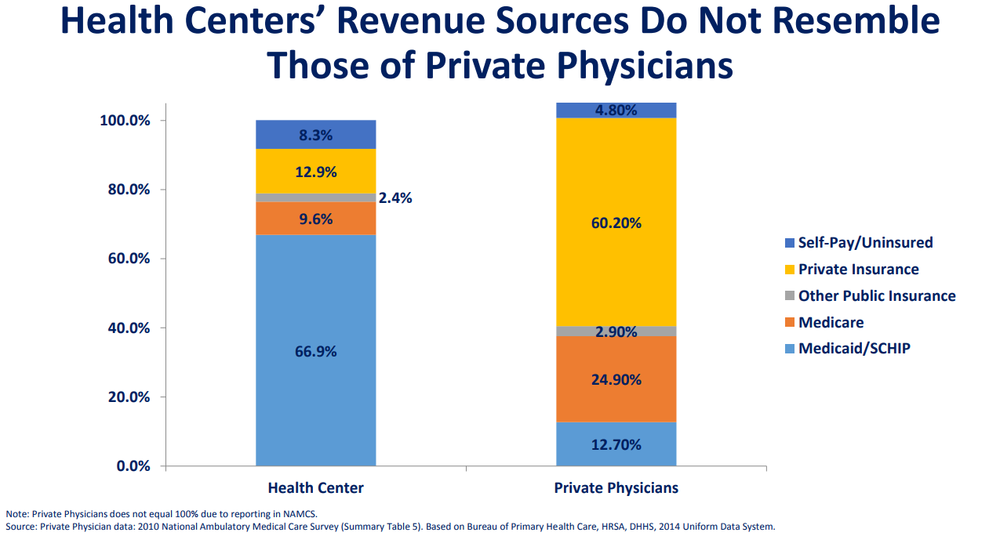 Health Centers’ Revenue Sources Do Not Resemble
Those of Private Physicians
100.0%
80.0%
60.0%
40.0%
20.0%
0.0%
8.3%
12.9%
2.4%
9.6%
66.9%
4.80%
60.20%
2.90%
24.90%
12.70%
Health Center
Private Physicians
Self-Pay/Uninsured
Private Insurance
Other Public Insurance
Medicare
Medicaid/SCHIP
Note: Private Physicians does not equal 100% due to reporting in NAMCS.
Source: Private Physician data: 2010 National Ambulatory Medical Care Survey (Summary Table 5). Based on Bureau of Primary Health Care, HRSA, DHHS, 2014 Uniform Data System.